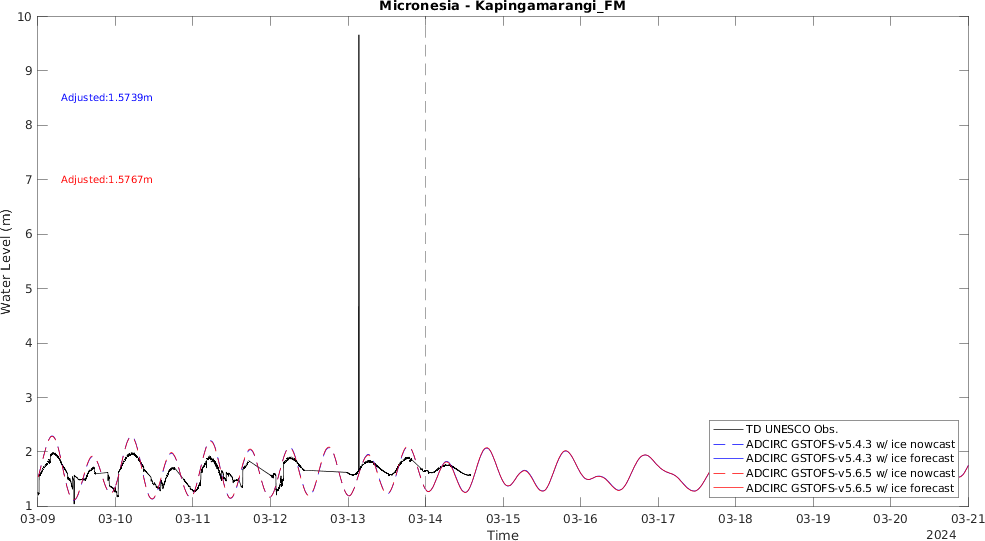 Micronesia - Kapingamarangi_FM
10
9
8
7
6
5
4
3
2
1
Water Level (m)
Adjusted:1.5739m
Adjusted:1.5767m
TD UNESCO Obs.
ADCIRC GSTOFS-v5.4.3 w/ ice nowcast
ADCIRC GSTOFS-v5.4.3 w/ ice forecast
ADCIRC GSTOFS-v5.6.5 w/ ice nowcast
ADCIRC GSTOFS-v5.6.5 w/ ice forecast
03-09 03-10 03-11 03-12 03-13 03-14 03-15 03-16 03-17 03-18 03-19 03-20 03-21
Time
2024